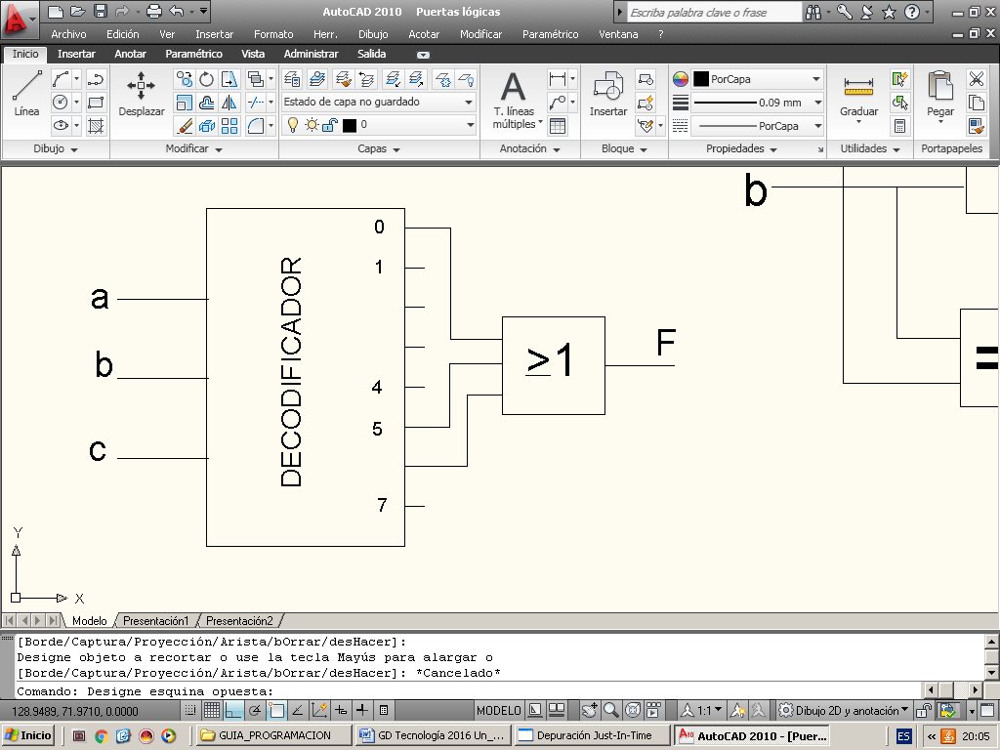 AutoCAD 2010 Puertas lógicas
Escriba palabra clave o frase
Archivo Edición Ver Insertar Formato Herr. Dibujo Acotar Modificar Paramétrico Ventana ?
Inicio Insertar Anotar Paramétrico Vista Administrar Salida
Línea
Desplazar
Estado de capa no guardado
0
T. líneas
múltiples
Insertar
PorCapa
0.09 mm
PorCapa
Graduar
Pegar
Dibujo Modificar Capas Anotación Bloque Propiedades Utilidades Portapapeles
b
0
1
a
DECODIFICADOR
≥1
F
=
b
4
5
c
7
Y
X
Modelo Presentación1 Presentación2
[Borde/Captura/Proyección/Arista/bOrrar/desHacer]:
Designe objeto a recortar o use la tecla Mayús para alargar o
[Borde/Captura/Proyección/Arista/bOrrar/desHacer]: *Cancelado*
Comando: Designe esquina opuesta:
128.9489, 71.9710, 0.0000 MODELO 1:1 Dibujo 2D y anotación
Inicio GUIA_PROGRAMACION GD Tecnología 2016 Un_... Depuración Just-In-Time AutoCAD 2010 - [Puer... ES « 20:05